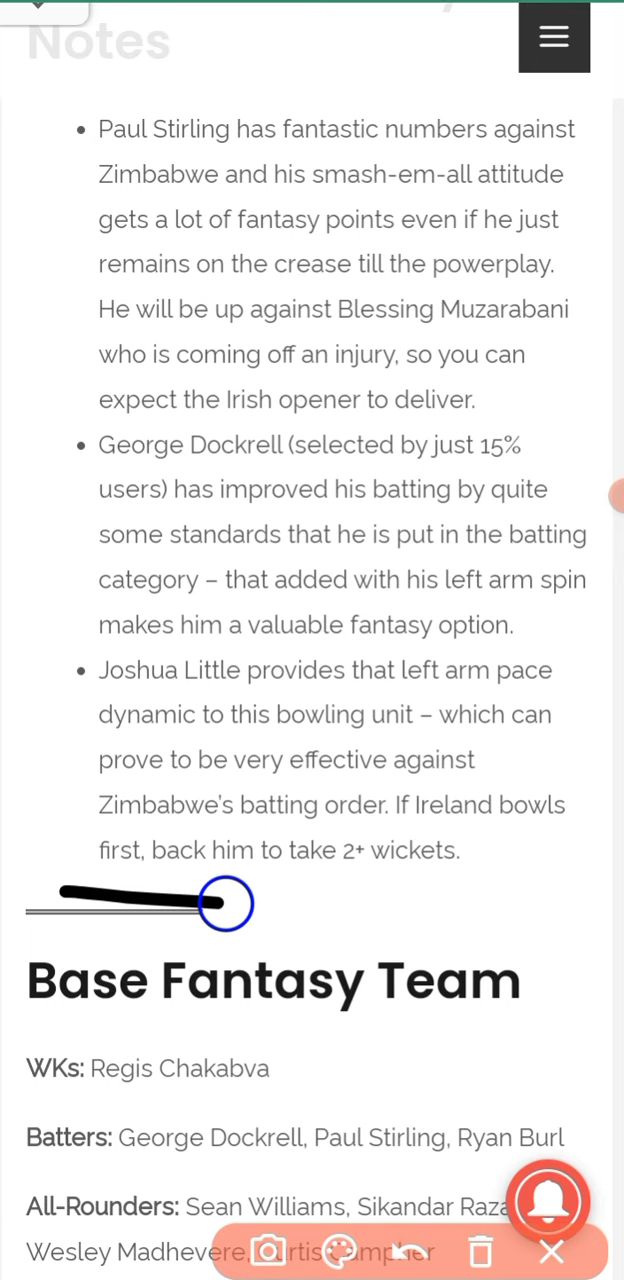 Notes
Paul Stirling has fantastic numbers against
Zimbabwe and his smash-em-all attitude
gets a lot of fantasy points even if he just
remains on the crease till the powerplay.
He will be up against Blessing Muzarabani
who is coming off an injury, so you can
expect the Irish opener to deliver.
George Dockrell (selected by just 15%
users) has improved his batting by quite
some standards that he is put in the batting
category – that added with his left arm spin
makes him a valuable fantasy option.
Joshua Little provides that left arm pace
dynamic to this bowling unit – which can
prove to be very effective against
Zimbabwe's batting order. If Ireland bowls
first, back him to take 2+ wickets.
Base Fantasy Team
WKs: Regis Chakabva
Batters: George Dockrell, Paul Stirling, Ryan Burl
All-Rounders: Sean Williams, Sikandar Raza
Wesley Madhevere, Curtis Campher